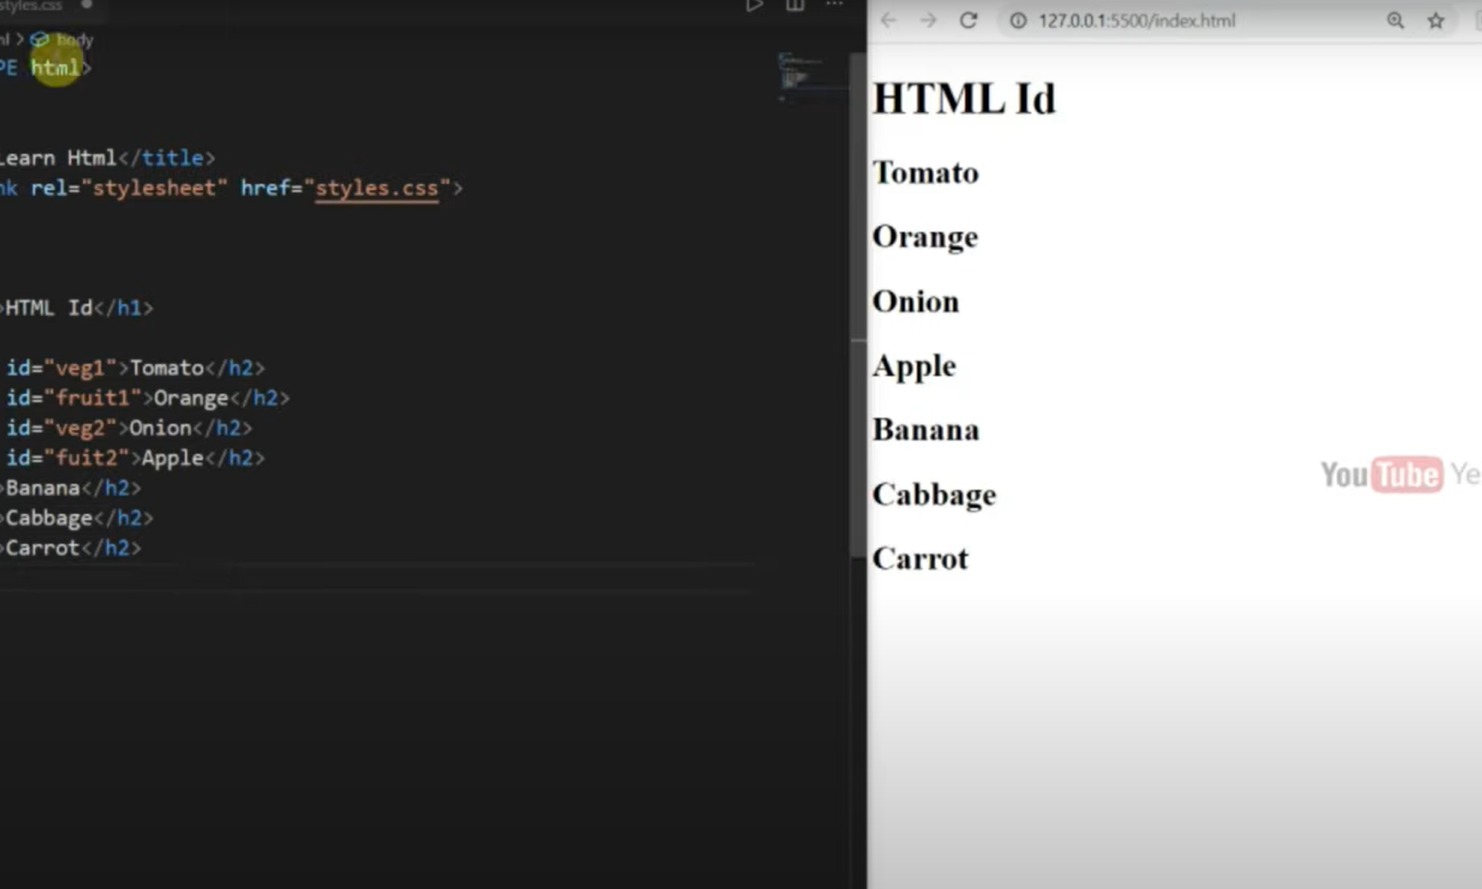 styles.css
ml > body
PE html>
Learn Html</title>
nk rel="stylesheet" href="styles.css">
>HTML Id</h1>
id="veg1">Tomato</h2>
id="fruit1">Orange</h2>
id="veg2">Onion</h2>
id="fuit2">Apple</h2>
>Banana</h2>
>Cabbage</h2>
>Carrot</h2>
127.0.0.1:5500/index.html
HTML Id
Tomato
Orange
Onion
Apple
Banana
Cabbage
Carrot
YouTube Ye